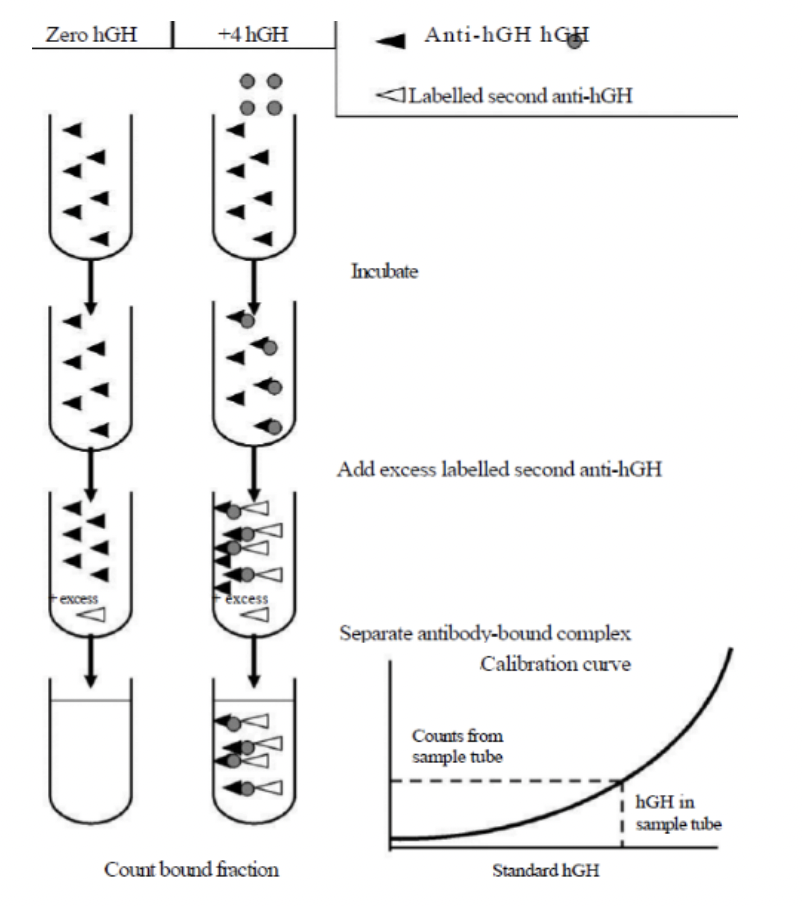 Zero hGH
+4 hGH
Anti-hGH hGH
Labelled second anti-hGH
Incubate
Add excess labelled second anti-hGH
+ excess
+ excess
Separate antibody-bound complex
Calibration curve
Counts from
sample tube
hGH in
sample tube
Count bound fraction
Standard hGH